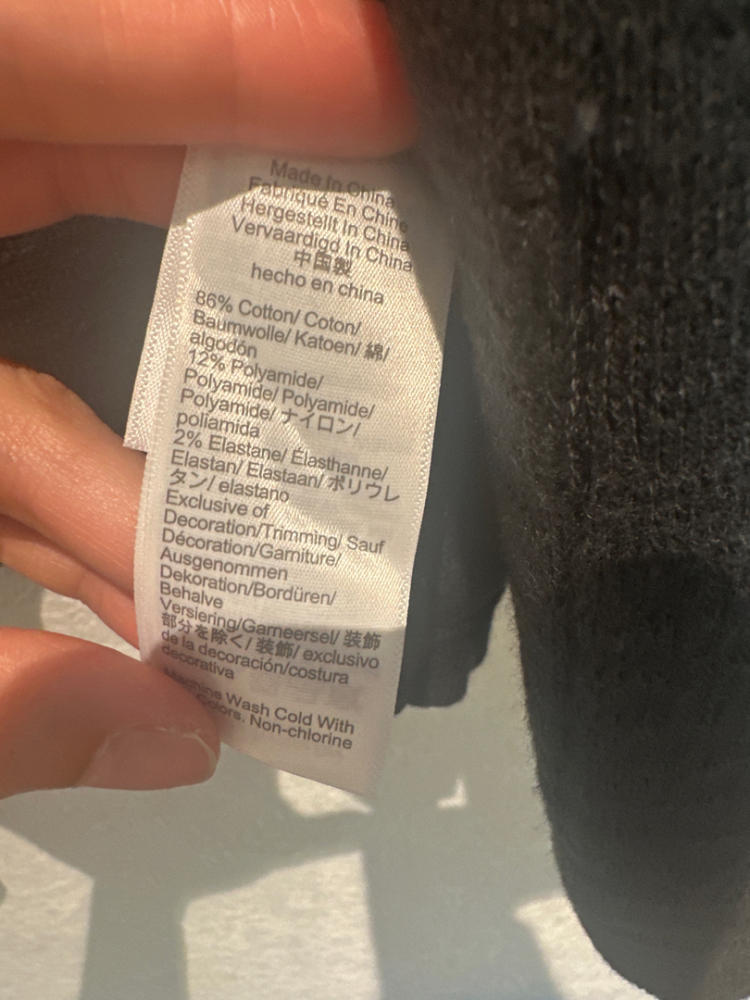 Made In China
Fabriqué En Chine
Hergestellt In China
Vervaardigd In China
中国製
hecho en china
86% Cotton/ Coton/
Baumwolle/ Katoen/ 綿/
algodón
12% Polyamide/
Polyamide/ Polyamide/
Polyamide/ ナイロン/
poliamida
2% Elastane/ Élasthanne/
Elastan/ Elastaan/ ポリウレ
タン/ elastano
Exclusive of
Decoration/Trimming/ Sauf
Décoration/Garniture/
Ausgenommen
Dekoration/Bordüren/
Behalve
Versiering/Garneersel/ 装飾
部分を除く/ 装飾/ exclusivo
de la decoración/costura
decorativa
Machine Wash Cold With
Colors. Non-chlorine